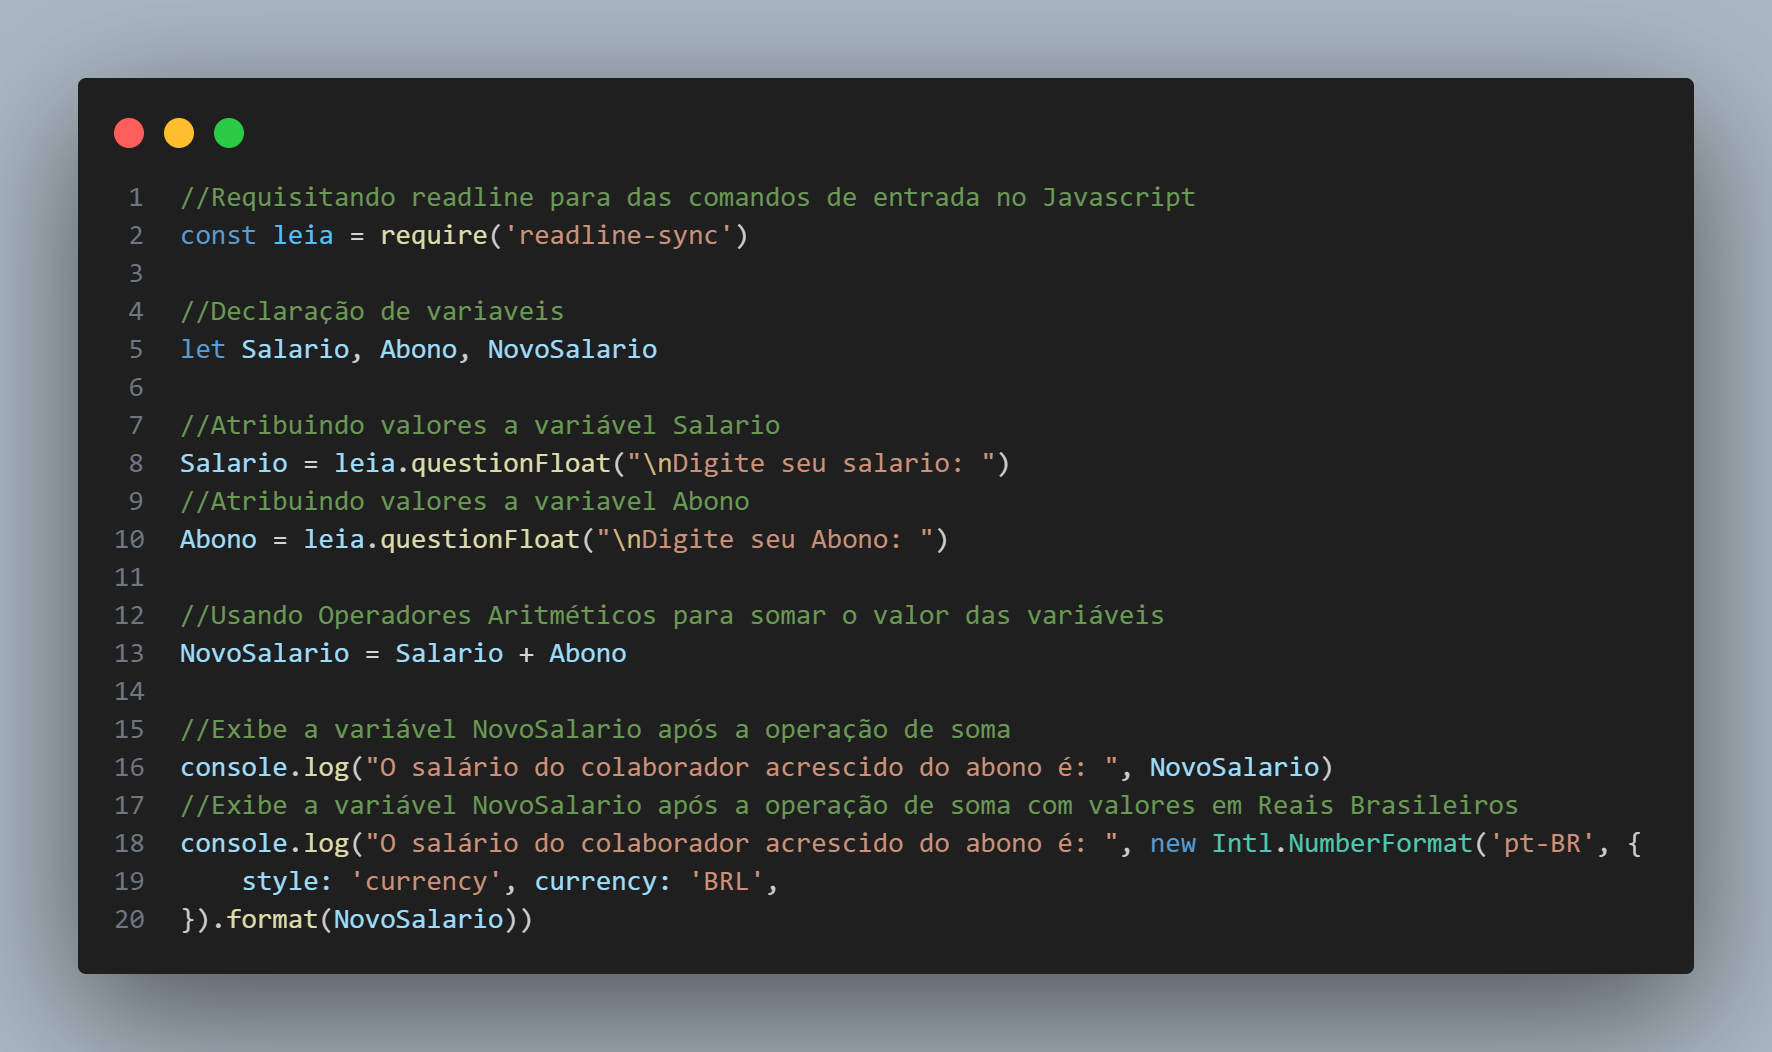 1 //Requisitando readline para das comandos de entrada no Javascript
2 const leia = require('readline-sync')
3
4 //Declaração de variaveis
5 let Salario, Abono, NovoSalario
6
7 //Atribuindo valores a variável Salario
8 Salario = leia.questionFloat("\nDigite seu salario: ")
9 //Atribuindo valores a variavel Abono
10 Abono = leia.questionFloat("\nDigite seu Abono: ")
11
12 //Usando Operadores Aritméticos para somar o valor das variáveis
13 NovoSalario = Salario + Abono
14
15 //Exibe a variável NovoSalario após a operação de soma
16 console.log("O salário do colaborador acrescido do abono é: ", NovoSalario)
17 //Exibe a variável NovoSalario após a operação de soma com valores em Reais Brasileiros
18 console.log("O salário do colaborador acrescido do abono é: ", new Intl.NumberFormat('pt-BR', {
19     style: 'currency', currency: 'BRL',
20 }).format(NovoSalario))